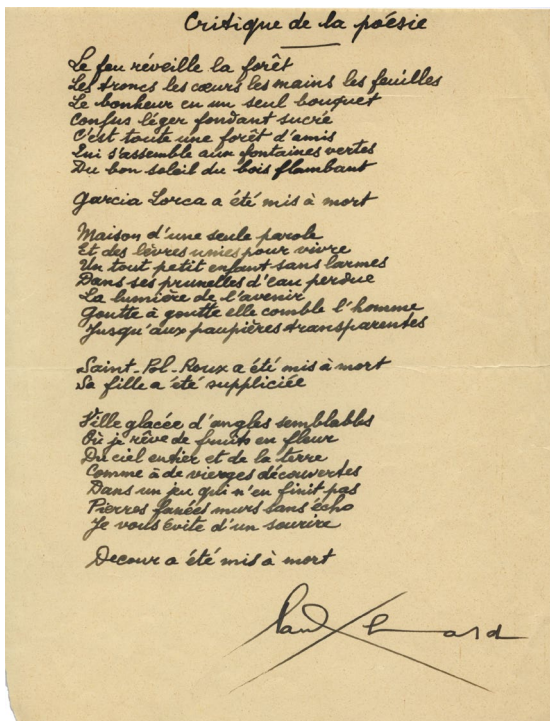 Critique de la poésie
Le feu réveille la forêt
Les troncs les cœurs les mains les feuilles
Le bonheur en un seul bouquet
Confus léger fondant sucré
C'est toute une forêt d'amis
Qui s'assemble aux fontaines vertes
Du bon soleil du bois flambant
Garcia Lorca a été mis à mort
Maison d'une seule parole
Et des lèvres unies pour vivre
Un tout petit enfant sans larmes
Dans ses prunelles d'eau perdue
La lumière de l'avenir
Goutte à goutte elle comble l'homme
Jusqu'aux paupières transparentes
Saint-Pol-Roux a été mis à mort
Sa fille a été suppliciée
Ville glacée d'angles semblables
Où je rêve de fruits en fleur
Du ciel entier et de la terre
Comme à de vierges découvertes
Dans un jeu qui n'en finit pas
Pierres fanées murs sans écho
Je vous évite d'un sourire
Decour a été mis à mort
Paul Eluard